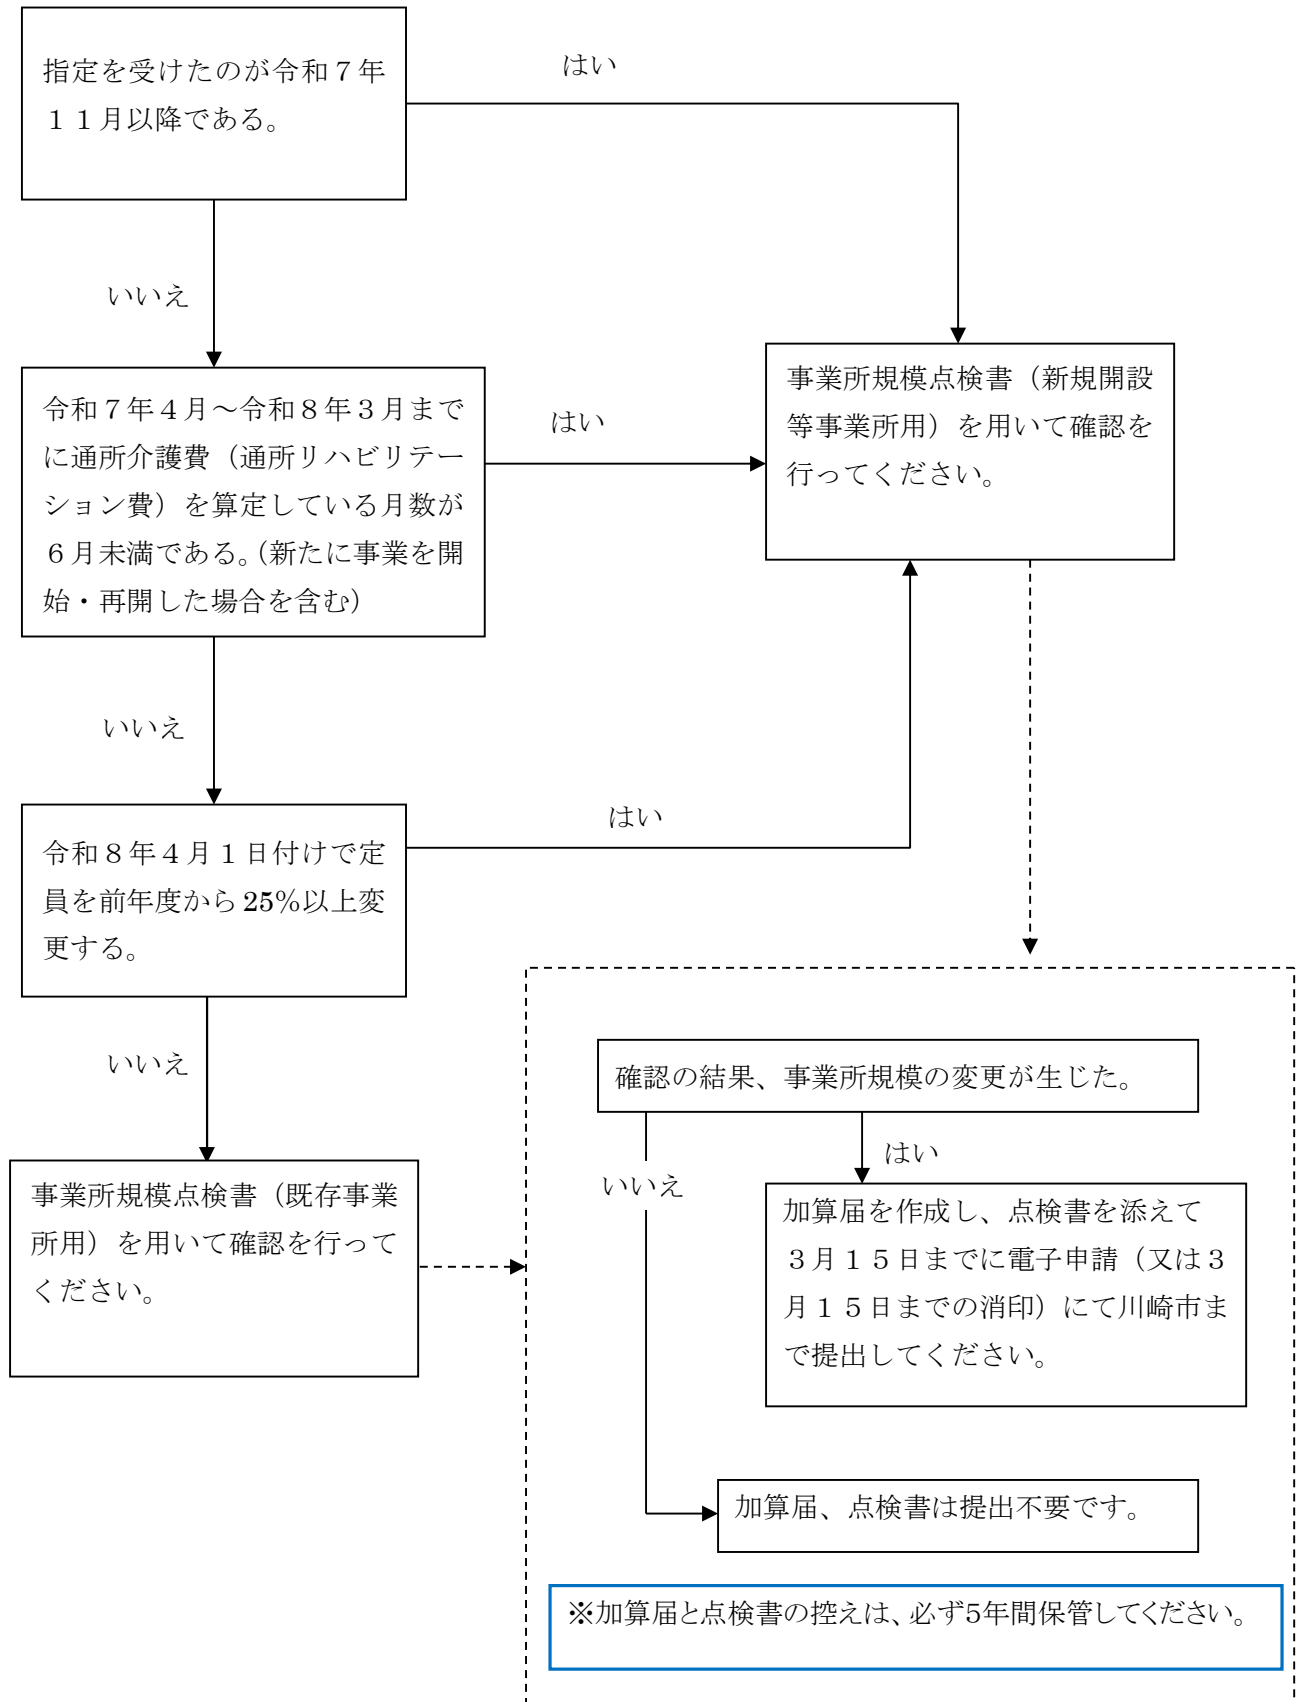 指定を受けたのが令和７年
１１月以降である。
はい
いいえ
令和７年４月～令和８年３月まで
に通所介護費（通所リハビリテー
ション費）を算定している月数が
６月未満である。（新たに事業を開
始・再開した場合を含む）
はい
事業所規模点検書（新規開設
等事業所用）を用いて確認を
行ってください。
いいえ
令和８年４月１日付けで定
員を前年度から 25%以上変
更する。
はい
いいえ
事業所規模点検書（既存事業
所用）を用いて確認を行って
ください。
確認の結果、事業所規模の変更が生じた。
はい
いいえ
加算届を作成し、点検書を添えて
３月１５日までに電子申請（又は３
月１５日までの消印）にて川崎市ま
で提出してください。
加算届、点検書は提出不要です。
※加算届と点検書の控えは、必ず5年間保管してください。